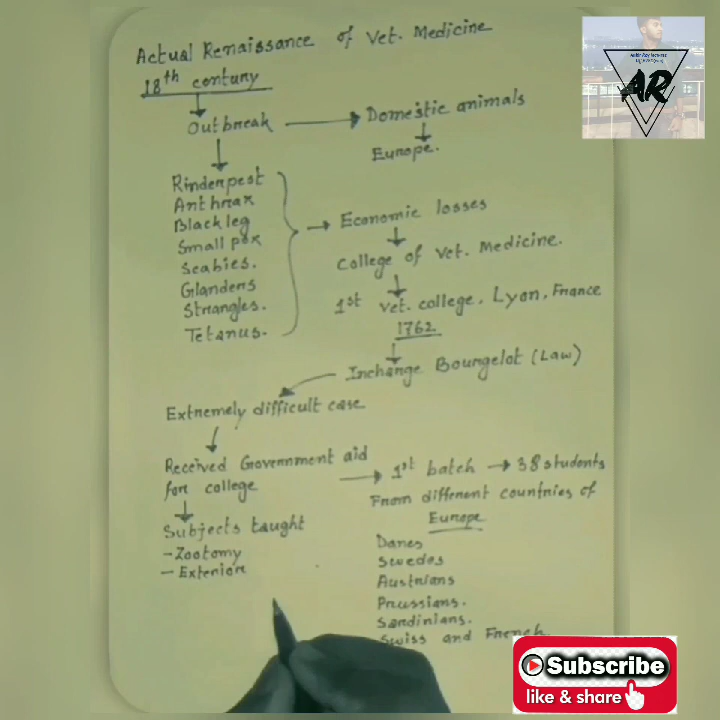 Actual Renaissance of Vet. Medicine
18th century
Outbreak
Domestic animals
Europe.
Rinderpest
Anthrax
Blackleg
Small pox
Scabies.
Glanders
Strangles.
Tetanus.
Economic losses
College of Vet. Medicine.
1st Vet. college, Lyon, France
1762
Incharge Bourgelot (Law)
Extremely difficult case
Received Government aid
for college
1st batch → 38 students
From different countries of
Europe
Subjects taught
- Zootomy
- Exterior
Danes
Swedes
Austrians
Prussians.
Sardinians.
Swiss and French
AR
Subscribe
like & share